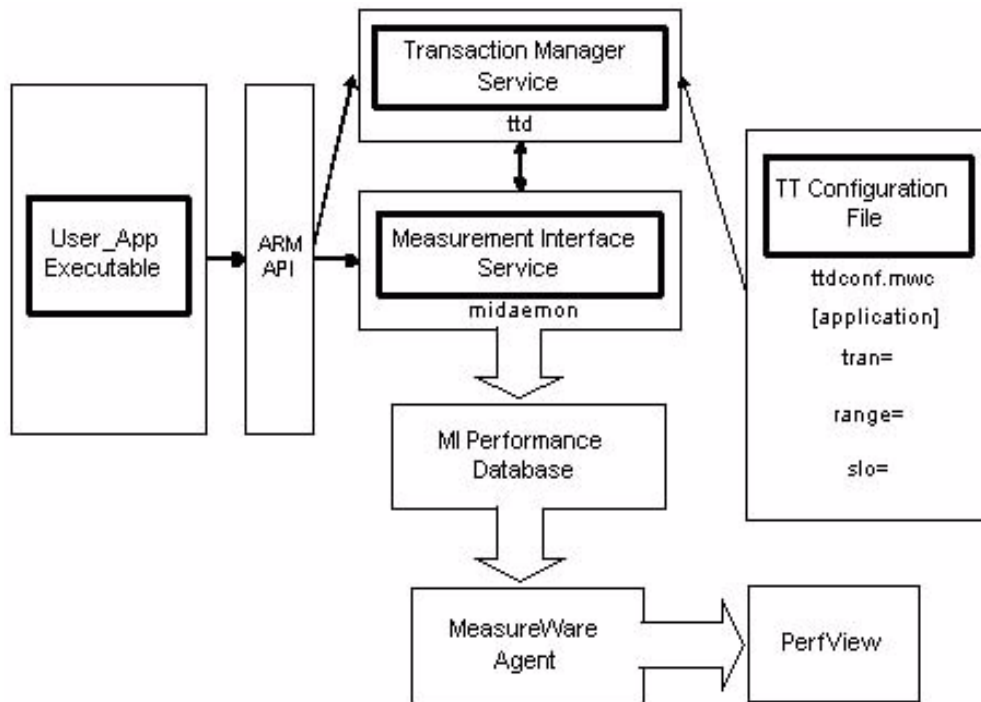 Transaction Manager
Service
ttd
User_App
Executable
ARM
API
Measurement Interface
Service
midaemon
TT Configuration
File
ttdconf.mwc
[application]
tran=
range=
slo=
MI Performance
Database
MeasureWare
Agent
PerfView